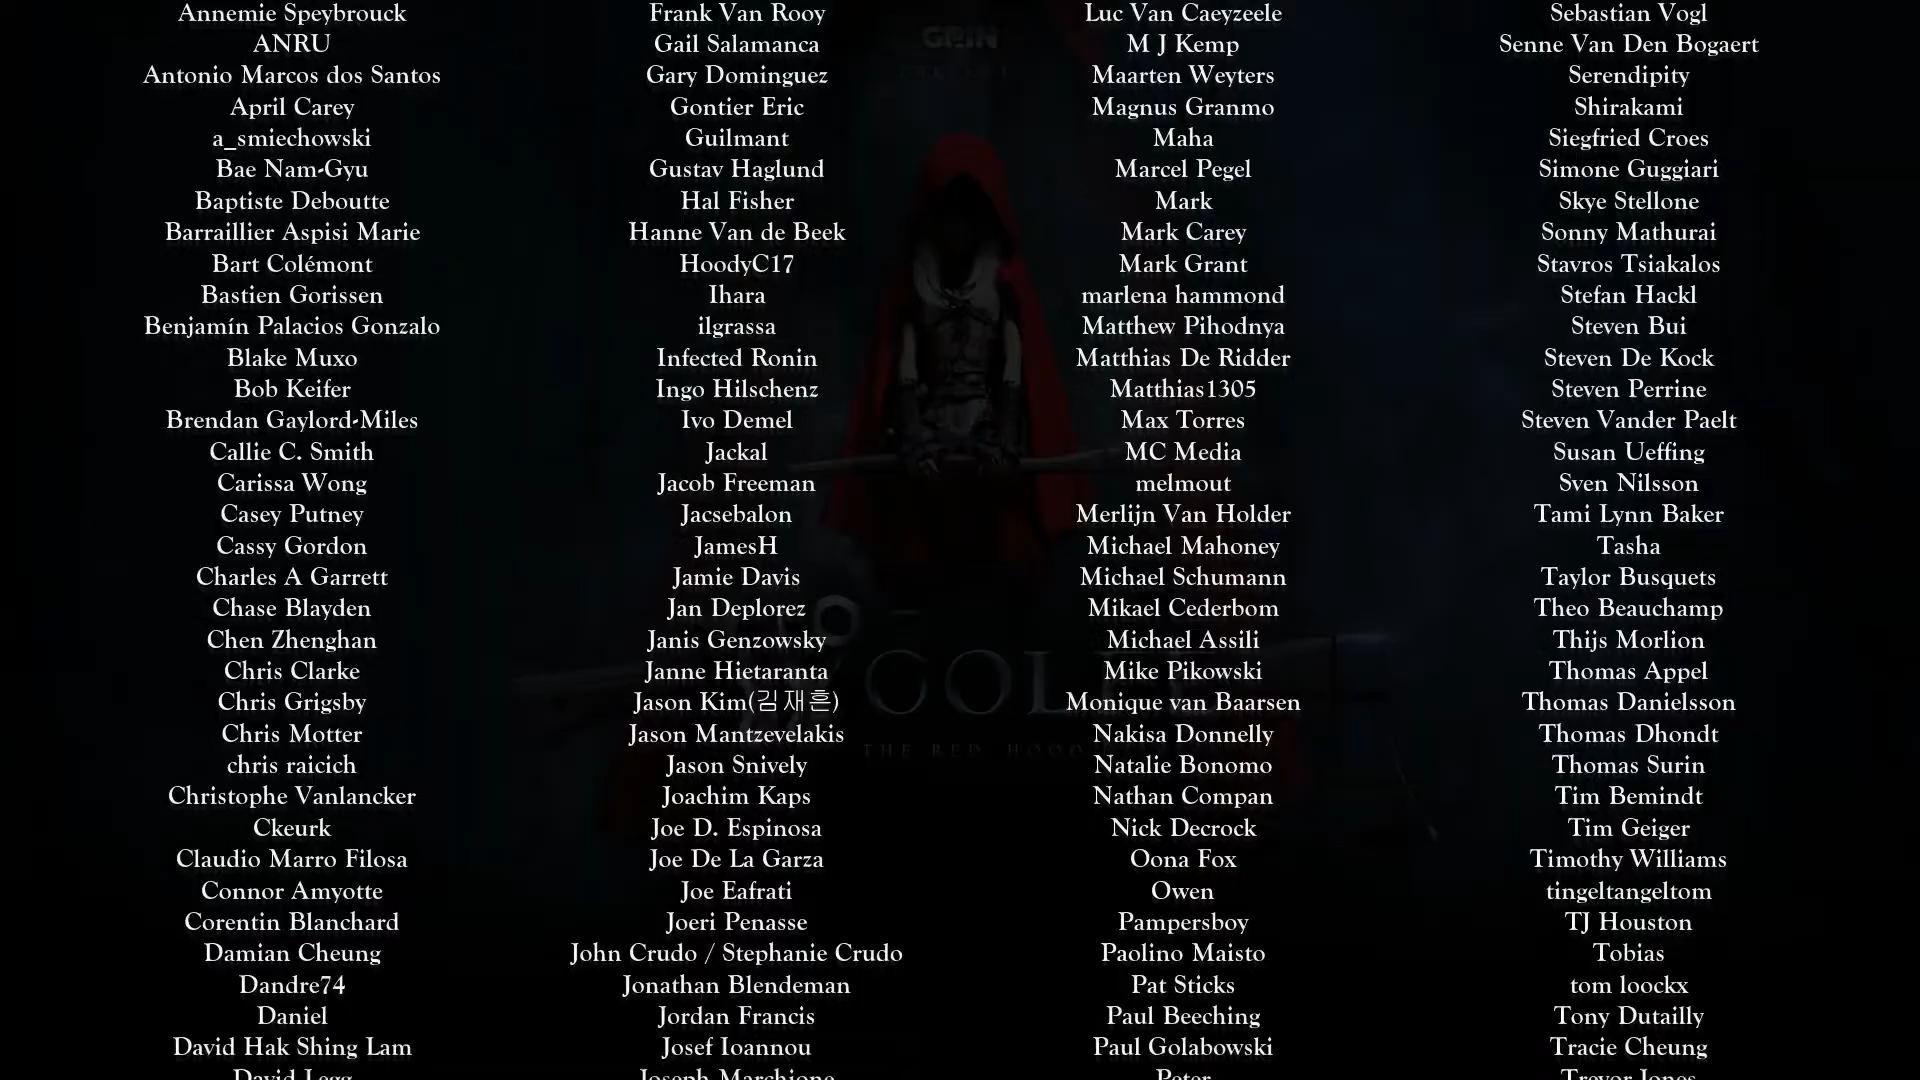 Annemie Speybrouck
ANRU
Antonio Marcos dos Santos
April Carey
a_smiechowski
Bae Nam-Gyu
Baptiste Deboutte
Barraillier Aspisi Marie
Bart Colémont
Bastien Gorissen
Benjamín Palacios Gonzalo
Blake Muxo
Bob Keifer
Brendan Gaylord-Miles
Callie C. Smith
Carissa Wong
Casey Putney
Cassy Gordon
Charles A Garrett
Chase Blayden
Chen Zhenghan
Chris Clarke
Chris Grigsby
Chris Motter
chris raicich
Christophe Vanlancker
Ckeurk
Claudio Marro Filosa
Connor Amyotte
Corentin Blanchard
Damian Cheung
Dandre74
Daniel
David Hak Shing Lam
David Legg
Frank Van Rooy
Gail Salamanca
Gary Dominguez
Gontier Eric
Guilmant
Gustav Haglund
Hal Fisher
Hanne Van de Beek
HoodyC17
Ihara
ilgrassa
Infected Ronin
Ingo Hilschenz
Ivo Demel
Jackal
Jacob Freeman
Jacsebalon
JamesH
Jamie Davis
Jan Deplorez
Janis Genzowsky
Janne Hietaranta
Jason Kim(김재흔)
Jason Mantzevelakis
Jason Snively
Joachim Kaps
Joe D. Espinosa
Joe De La Garza
Joe Eafrati
Joeri Penasse
John Crudo / Stephanie Crudo
Jonathan Blendeman
Jordan Francis
Josef Ioannou
Joseph Marchione
Luc Van Caeyzeele
M J Kemp
Maarten Weyters
Magnus Granmo
Maha
Marcel Pegel
Mark
Mark Carey
Mark Grant
marlena hammond
Matthew Pihodnya
Matthias De Ridder
Matthias1305
Max Torres
MC Media
melmout
Merlijn Van Holder
Michael Mahoney
Michael Schumann
Mikael Cederbom
Michael Assili
Mike Pikowski
Monique van Baarsen
Nakisa Donnelly
Natalie Bonomo
Nathan Compan
Nick Decrock
Oona Fox
Owen
Pampersboy
Paolino Maisto
Pat Sticks
Paul Beeching
Paul Golabowski
Peter
Sebastian Vogl
Senne Van Den Bogaert
Serendipity
Shirakami
Siegfried Croes
Simone Guggiari
Skye Stellone
Sonny Mathurai
Stavros Tsiakalos
Stefan Hackl
Steven Bui
Steven De Kock
Steven Perrine
Steven Vander Paelt
Susan Ueffing
Sven Nilsson
Tami Lynn Baker
Tasha
Taylor Busquets
Theo Beauchamp
Thijs Morlion
Thomas Appel
Thomas Danielsson
Thomas Dhondt
Thomas Surin
Tim Bemindt
Tim Geiger
Timothy Williams
tingeltangeltom
TJ Houston
Tobias
tom loockx
Tony Dutailly
Tracie Cheung
Trevor Jones
GRIN
THE RED HOOD